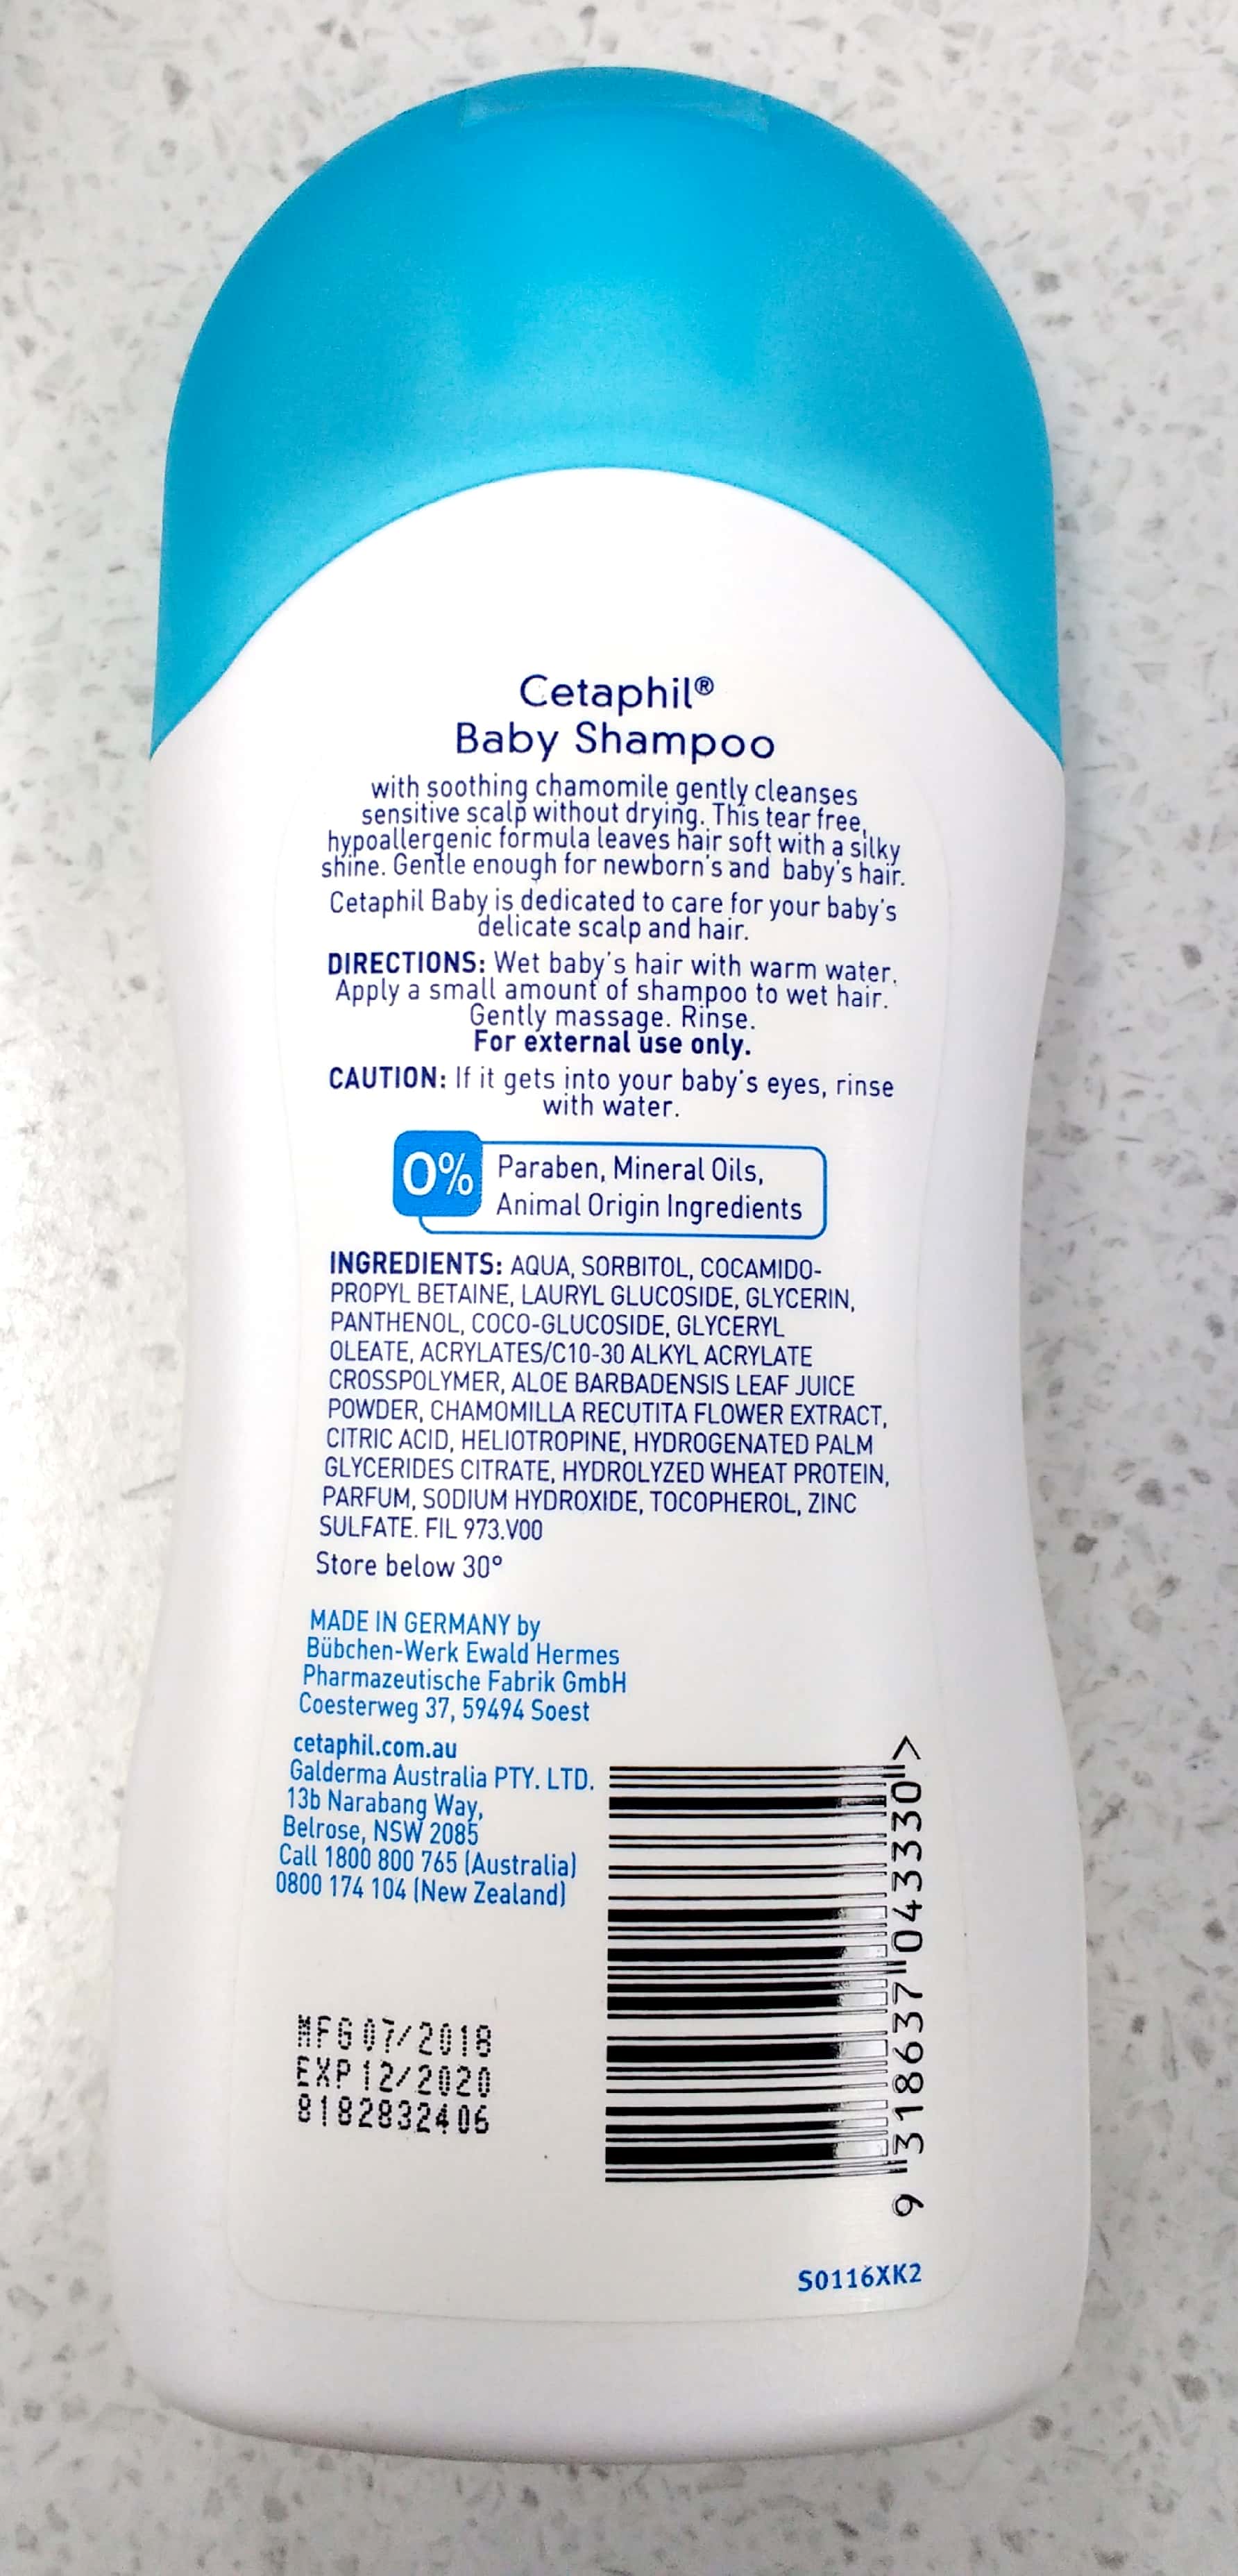 Cetaphil®
Baby Shampoo
with soothing chamomile gently cleanses
sensitive scalp without drying. This tear free,
hypoallergenic formula leaves hair soft with a silky
shine. Gentle enough for newborn's and baby's hair.
Cetaphil Baby is dedicated to care for your baby's
delicate scalp and hair.
DIRECTIONS: Wet baby's hair with warm water.
Apply a small amount of shampoo to wet hair.
Gently massage. Rinse.
For external use only.
CAUTION: If it gets into your baby's eyes, rinse
with water.
0% Paraben, Mineral Oils,
Animal Origin Ingredients
INGREDIENTS: AQUA, SORBITOL, COCAMIDO-
PROPYL BETAINE, LAURYL GLUCOSIDE, GLYCERIN,
PANTHENOL, COCO-GLUCOSIDE, GLYCERYL
OLEATE, ACRYLATES/C10-30 ALKYL ACRYLATE
CROSSPOLYMER, ALOE BARBADENSIS LEAF JUICE
POWDER, CHAMOMILLA RECUTITA FLOWER EXTRACT,
CITRIC ACID, HELIOTROPINE, HYDROGENATED PALM
GLYCERIDES CITRATE, HYDROLYZED WHEAT PROTEIN,
PARFUM, SODIUM HYDROXIDE, TOCOPHEROL, ZINC
SULFATE. FIL 973.V00
Store below 30°
MADE IN GERMANY by
Bübchen-Werk Ewald Hermes
Pharmazeutische Fabrik GmbH
Coesterweg 37, 59494 Soest
cetaphil.com.au
Galderma Australia PTY. LTD.
13b Narabang Way,
Belrose, NSW 2085
Call 1800 800 765 (Australia)
0800 174 104 (New Zealand)
MFG 07/2018
EXP 12/2020
8182832406
9 318637 043330 >
S0116XK2